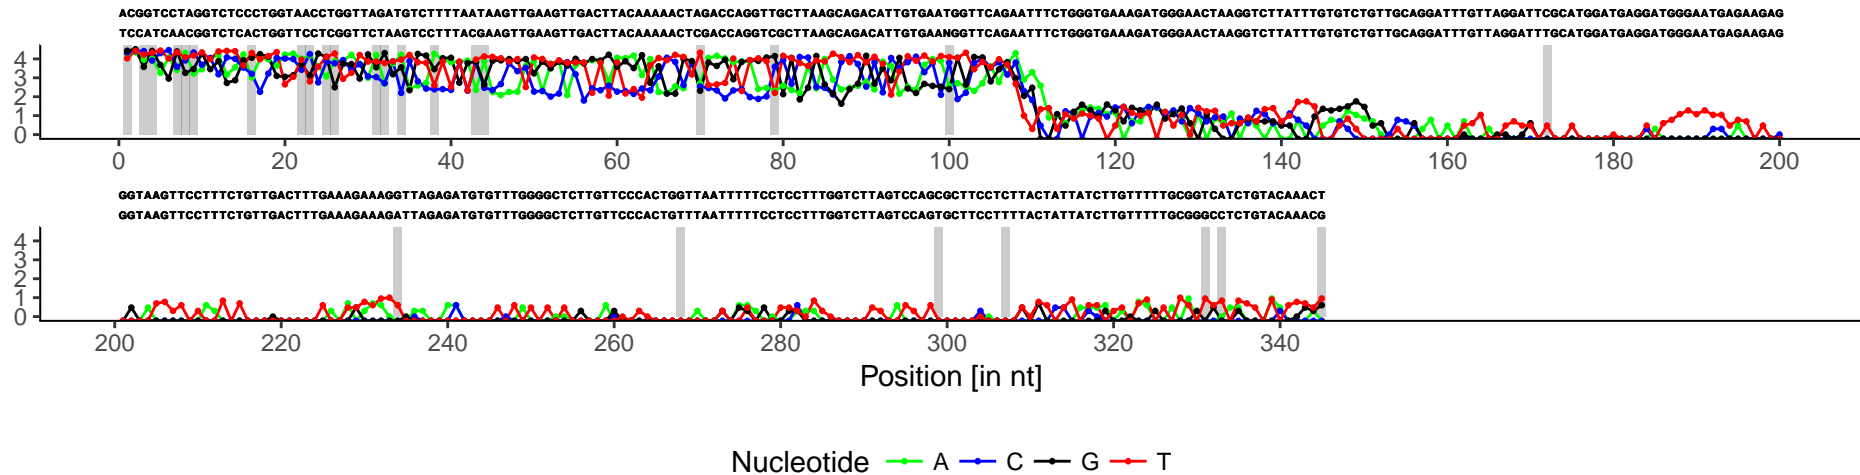 ACGGTCCTAGGTCTCCCTGGTAACCTGGTTAGATGTCTTTTAATAAGTTGAAGTTGACTTACAAAAACTAGACCAGGTTGCTTAAGCAGACATTGTGAATGGTTCAGAATTTCTGGGTGAAAGATGGGAACTAAGGTCTTATTTGTGTCTGTTGCAGGATTTGTTAGGATTCGCATGGATGAGGATGGGAATGAGAAGAG
TCCATCAACGGTCTCACTGGTTCCTCGGTTCTAAGTCCTTTACGAAGTTGAAGTTGACTTACAAAAACTCGACCAGGTCGCTTAAGCAGACATTGTGAANGGTTCAGAATTTCTGGGTGAAAGATGGGAACTAAGGTCTTATTTGTGTCTGTTGCAGGATTTGTTAGGATTTGCATGGATGAGGATGGGAATGAGAAGAG
4
3
2
1
0
0 20 40 60 80 100 120 140 160 180 200
GGTAAGTTCCTTTCTGTTGACTTTGAAAGAAAGGTTAGAGATGTGTTTGGGGCTCTTGTTCCCACTGGTTAATTTTTCCTCCTTTGGTCTTAGTCCAGCGCTTCCTCTTACTATTATCTTGTTTTTGCGGTCATCTGTACAAACT
GGTAAGTTCCTTTCTGTTGACTTTGAAAGAAAGATTAGAGATGTGTTTGGGGCTCTTGTTCCCACTGTTTAATTTTTCCTCCTTTGGTCTTAGTCCAGTGCTTCCTTTTACTATTATCTTGTTTTTGCGGGCCTCTGTACAAACG
4
3
2
1
0
200 220 240 260 280 300 320 340
Position [in nt]
Nucleotide A C G T